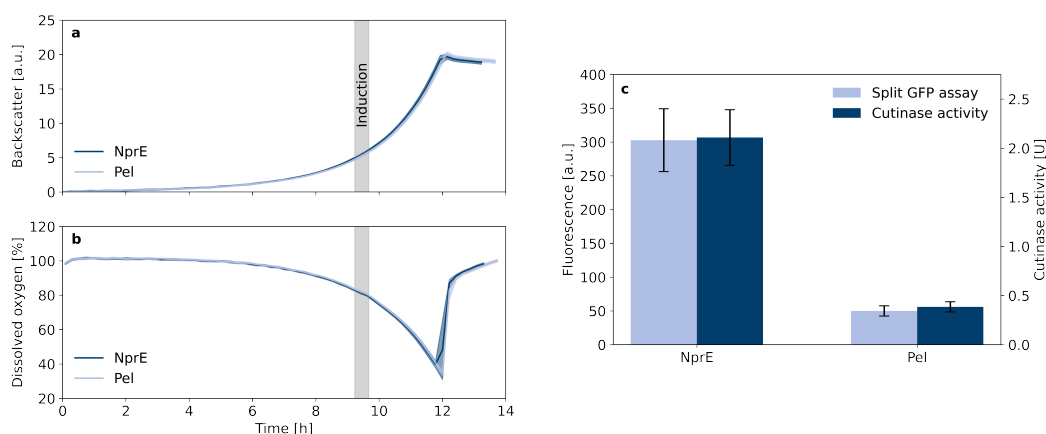 a
25
20
15
10
5
0
Backscatter [a.u.]
Induction
NprE
Pel
b
120
100
80
60
40
20
Dissolved oxygen [%]
NprE
Pel
0 2 4 6 8 10 12 14
Time [h]
c
400
350
300
250
200
150
100
50
0
Fluorescence [a.u.]
Split GFP assay
Cutinase activity
2.5
2.0
1.5
1.0
0.5
0.0
Cutinase activity [U]
NprE Pel